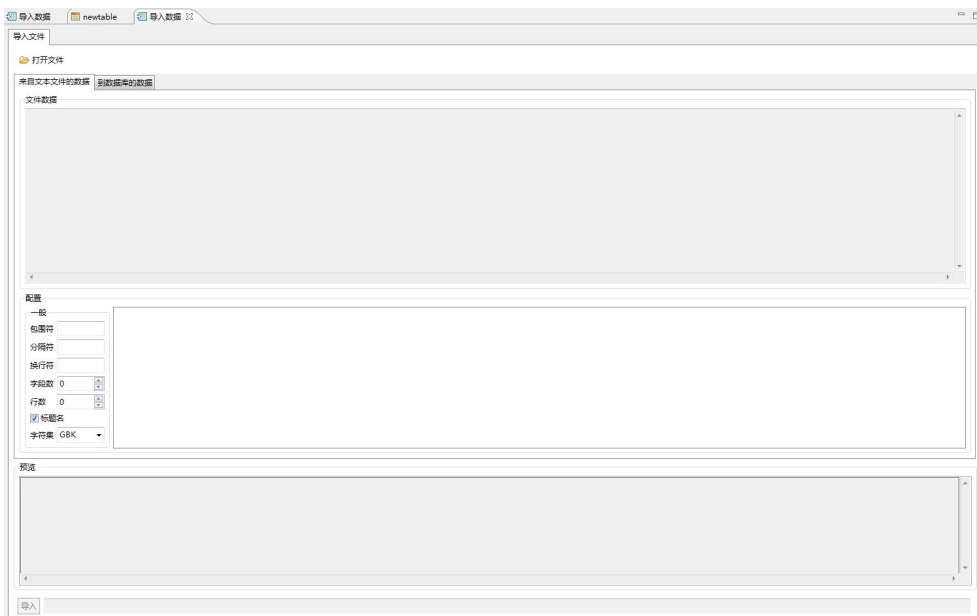 导入数据 newtable 导入数据
导入文件
打开文件
来自文本文件的数据 到数据库的数据
文件数据
配置
一般
包围符
分隔符
换行符
字段数 0
行数 0
标题名
字符集 GBK
预览
导入